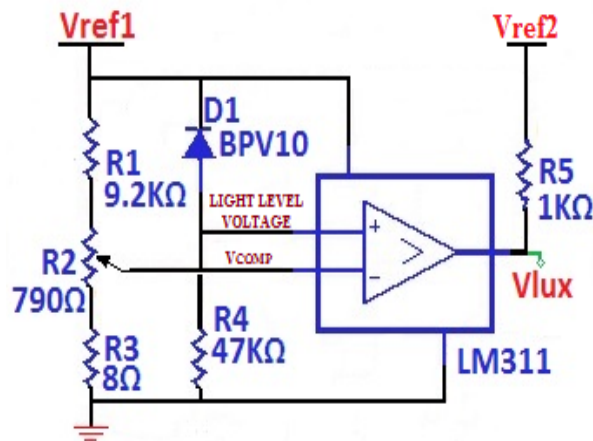 Vref1
Vref2
D1
BPV10
R1
9.2KΩ
R5
1KΩ
LIGHT LEVEL
VOLTAGE
+
VCOMP
−
R2
790Ω
Vlux
R3
8Ω
R4
47KΩ
LM311